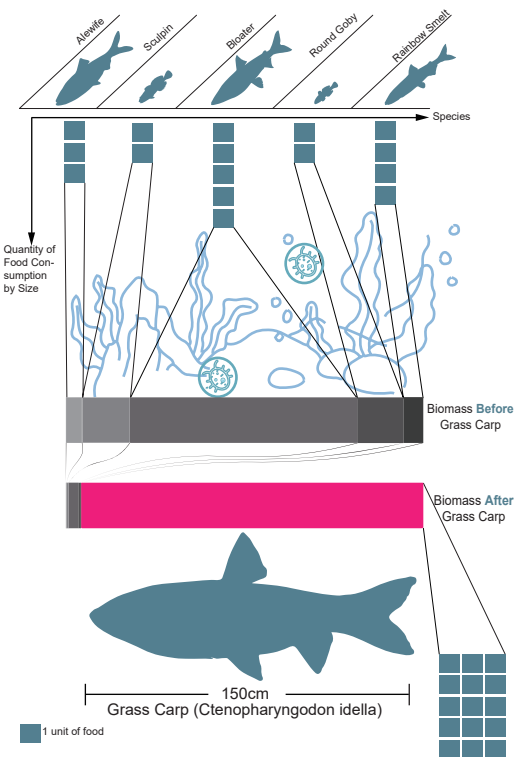 Alewife
Sculpin
Bloater
Round Goby
Rainbow Smelt
Species
Quantity of
Food Con-
sumption
by Size
Biomass Before
Grass Carp
Biomass After
Grass Carp
150cm
Grass Carp (Ctenopharyngodon idella)
1 unit of food